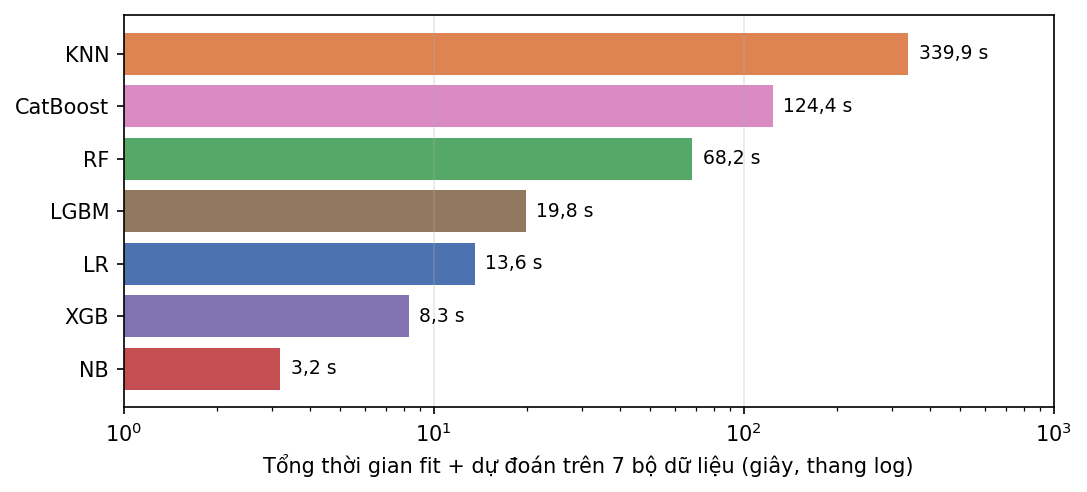 KNN 339,9 s
CatBoost 124,4 s
RF 68,2 s
LGBM 19,8 s
LR 13,6 s
XGB 8,3 s
NB 3,2 s
10⁰ 10¹ 10² 10³
Tổng thời gian fit + dự đoán trên 7 bộ dữ liệu (giây, thang log)